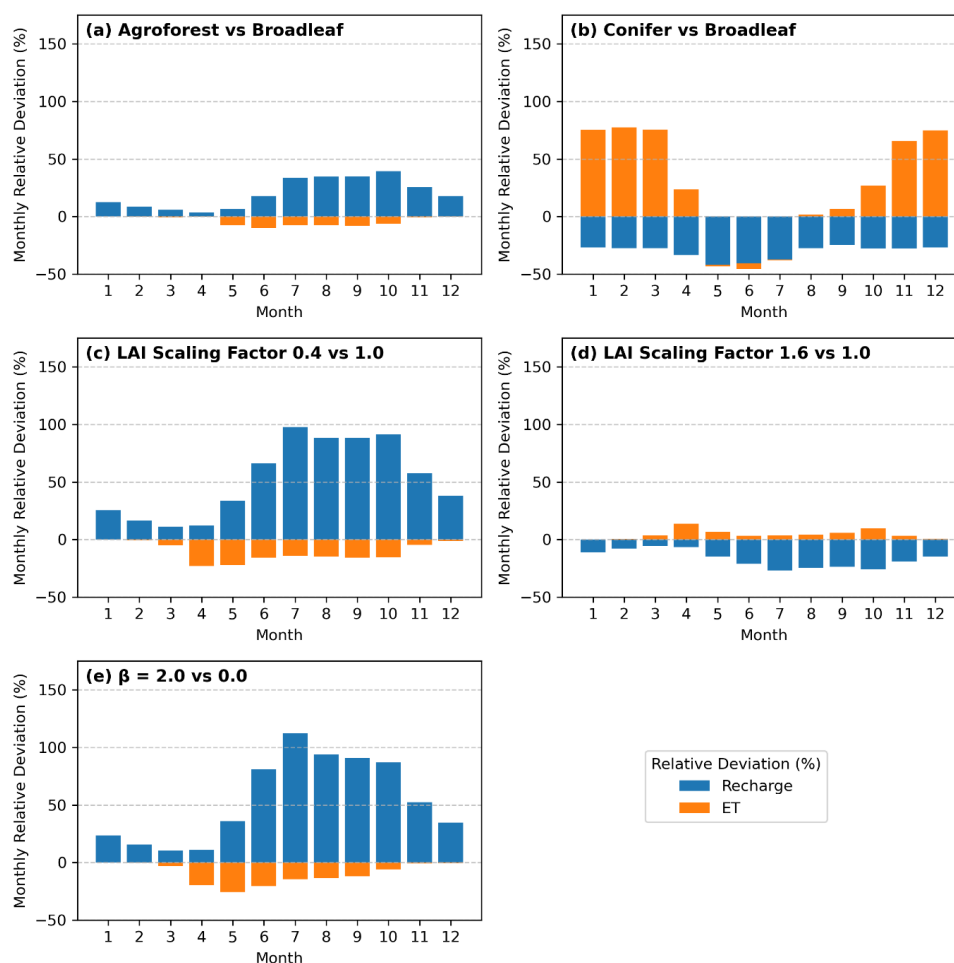 (a) Agroforest vs Broadleaf
Monthly Relative Deviation (%)
150
100
50
0
−50
1 2 3 4 5 6 7 8 9 10 11 12
Month
(b) Conifer vs Broadleaf
Monthly Relative Deviation (%)
150
100
50
0
−50
1 2 3 4 5 6 7 8 9 10 11 12
Month
(c) LAI Scaling Factor 0.4 vs 1.0
Monthly Relative Deviation (%)
150
100
50
0
−50
1 2 3 4 5 6 7 8 9 10 11 12
Month
(d) LAI Scaling Factor 1.6 vs 1.0
Monthly Relative Deviation (%)
150
100
50
0
−50
1 2 3 4 5 6 7 8 9 10 11 12
Month
(e) β = 2.0 vs 0.0
Monthly Relative Deviation (%)
150
100
50
0
−50
1 2 3 4 5 6 7 8 9 10 11 12
Month
Relative Deviation (%)
Recharge
ET